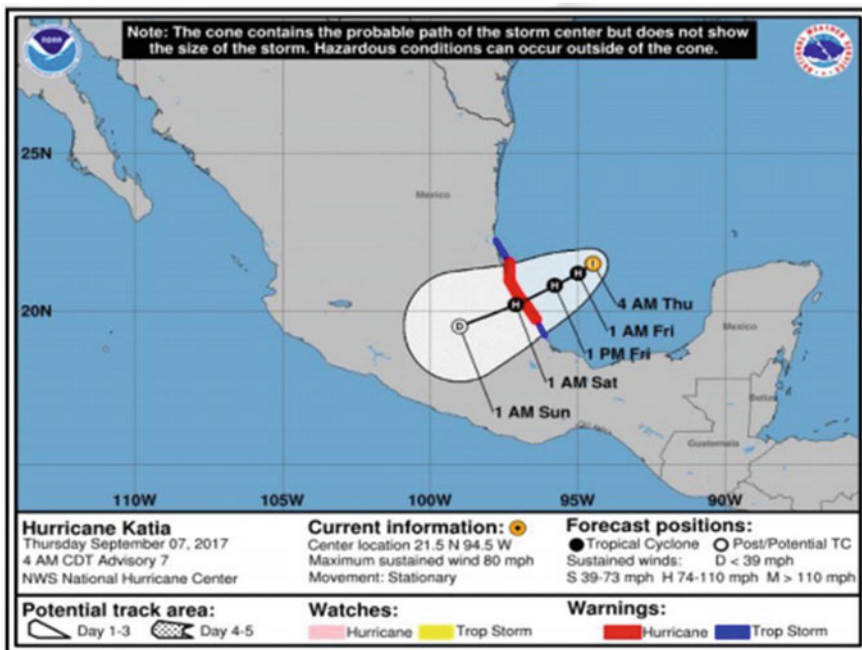 Note: The cone contains the probable path of the storm center but does not show
the size of the storm. Hazardous conditions can occur outside of the cone.
NOAA
25N
Mexico
20N
4 AM Thu
1 AM Fri
Mexico
1 PM Fri
1 AM Sat
1 AM Sun
Belize
Guatemala
H
H
H
D
110W
105W
100W
95W
90W
Hurricane Katia
Thursday September 07, 2017
4 AM CDT Advisory 7
NWS National Hurricane Center
Current information:
Center location 21.5 N 94.5 W
Maximum sustained wind 80 mph
Movement: Stationary
Forecast positions:
Tropical Cyclone Post/Potential TC
Sustained winds: D < 39 mph
S 39-73 mph H 74-110 mph M > 110 mph
Potential track area:
Day 1-3 Day 4-5
Watches:
Hurricane Trop Storm
Warnings:
Hurricane Trop Storm